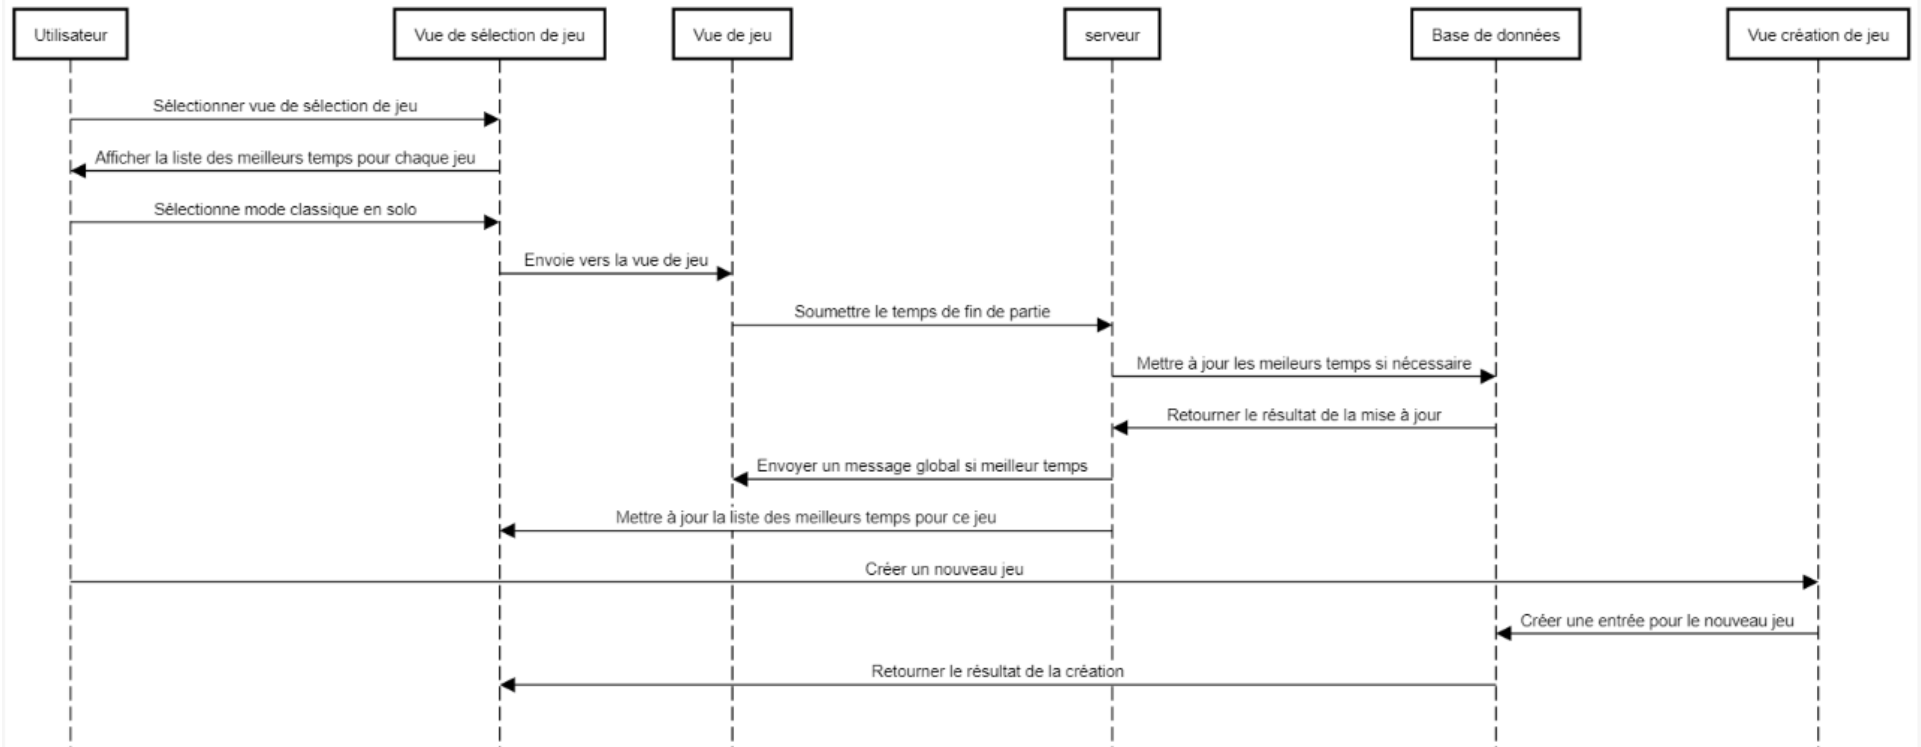 Utilisateur
Vue de sélection de jeu
Vue de jeu
serveur
Base de données
Vue création de jeu
Sélectionner vue de sélection de jeu
Afficher la liste des meilleurs temps pour chaque jeu
Sélectionne mode classique en solo
Envoie vers la vue de jeu
Soumettre le temps de fin de partie
Mettre à jour les meileurs temps si nécessaire
Retourner le résultat de la mise à jour
Envoyer un message global si meilleur temps
Mettre à jour la liste des meilleurs temps pour ce jeu
Créer un nouveau jeu
Créer une entrée pour le nouveau jeu
Retourner le résultat de la création